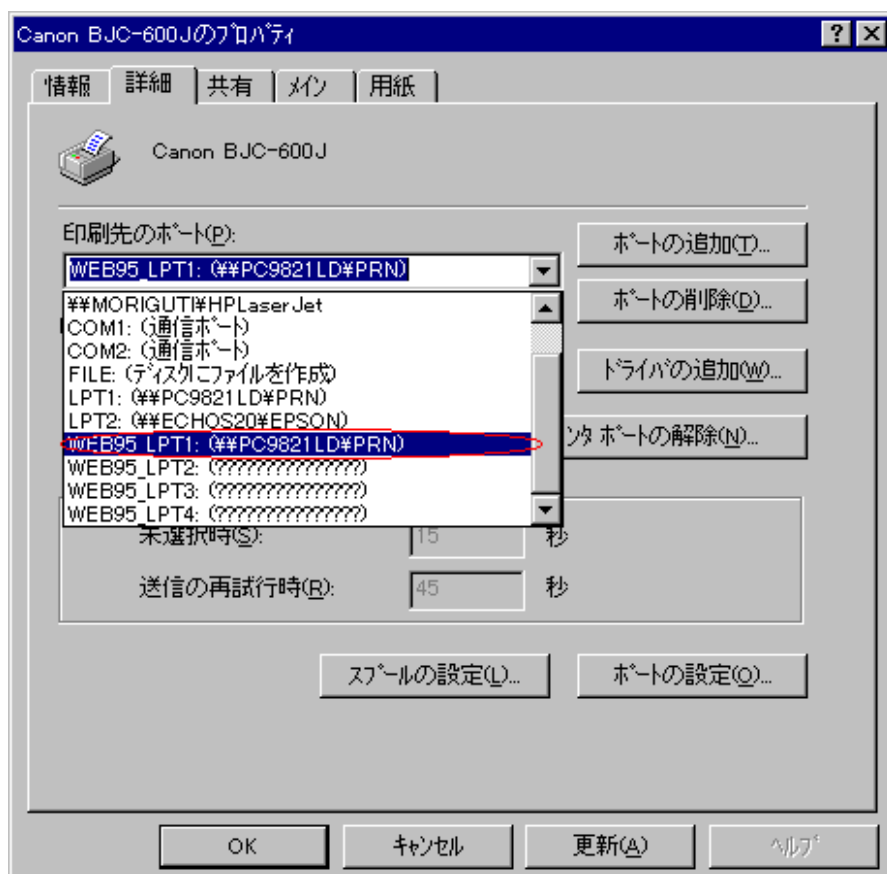 Canon BJC-600Jのプロパティ
情報 詳細 共有 メイン 用紙
Canon BJC-600J
印刷先のポート(P):
ポートの追加(T)...
WEB95_LPT1: (¥¥PC9821LD¥PRN)
ポートの削除(D)...
¥¥MORIGUTI¥HPLaserJet
COM1: (通信ポート)
COM2: (通信ポート)
FILE: (ディスクにファイルを作成)
ドライバの追加(W)...
LPT1: (¥¥PC9821LD¥PRN)
LPT2: (¥¥ECHOS20¥EPSON)
WEB95_LPT1: (¥¥PC9821LD¥PRN)
ンタ ポートの解除(N)...
WEB95_LPT2: (???????????????)
WEB95_LPT3: (???????????????)
WEB95_LPT4: (???????????????)
未選択時(S): 15 秒
送信の再試行時(R): 45 秒
スプールの設定(L)... ポートの設定(O)...
OK キャンセル 更新(A) ヘルプ